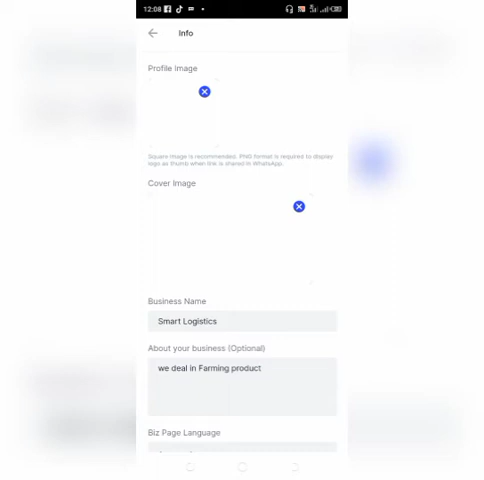 12:08
Info
Profile Image
Square image is recommended. PNG format is required to display
logo as thumb when link is shared in WhatsApp.
Cover Image
Business Name
Smart Logistics
About your business (Optional)
we deal in Farming product
Biz Page Language